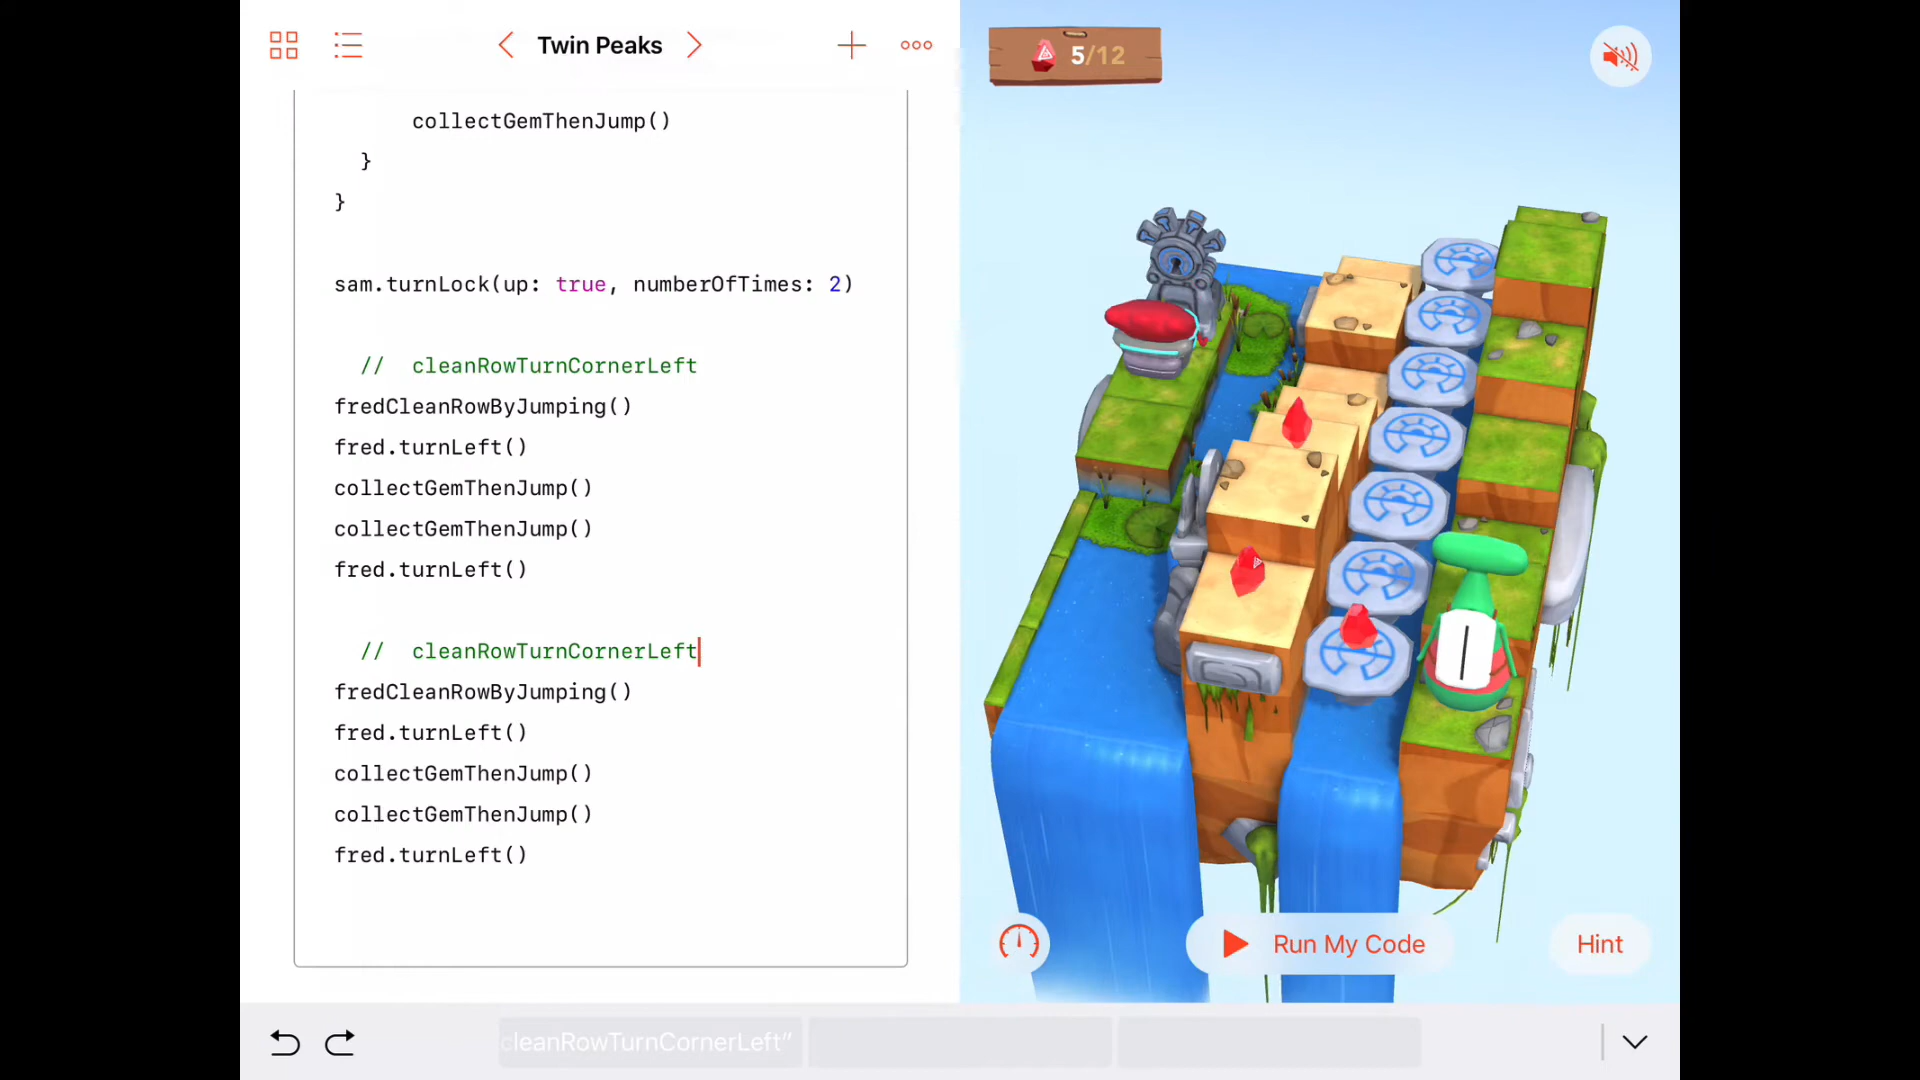 Twin Peaks
collectGemThenJump()
}
}
sam.turnLock(up: true, numberOfTimes: 2)
// cleanRowTurnCornerLeft
fredCleanRowByJumping()
fred.turnLeft()
collectGemThenJump()
collectGemThenJump()
fred.turnLeft()
// cleanRowTurnCornerLeft
fredCleanRowByJumping()
fred.turnLeft()
collectGemThenJump()
collectGemThenJump()
fred.turnLeft()
cleanRowTurnCornerLeft”
5/12
Run My Code
Hint